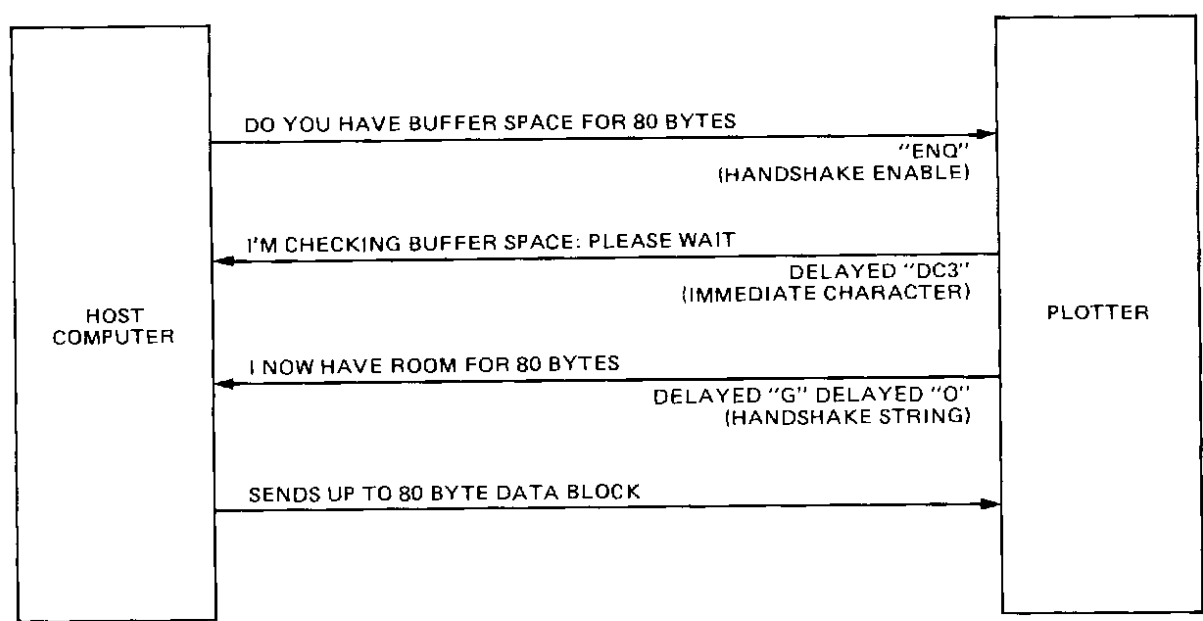 DO YOU HAVE BUFFER SPACE FOR 80 BYTES
"ENQ"
(HANDSHAKE ENABLE)
I'M CHECKING BUFFER SPACE: PLEASE WAIT
DELAYED "DC3"
(IMMEDIATE CHARACTER)
HOST
COMPUTER
PLOTTER
I NOW HAVE ROOM FOR 80 BYTES
DELAYED "G" DELAYED "O"
(HANDSHAKE STRING)
SENDS UP TO 80 BYTE DATA BLOCK